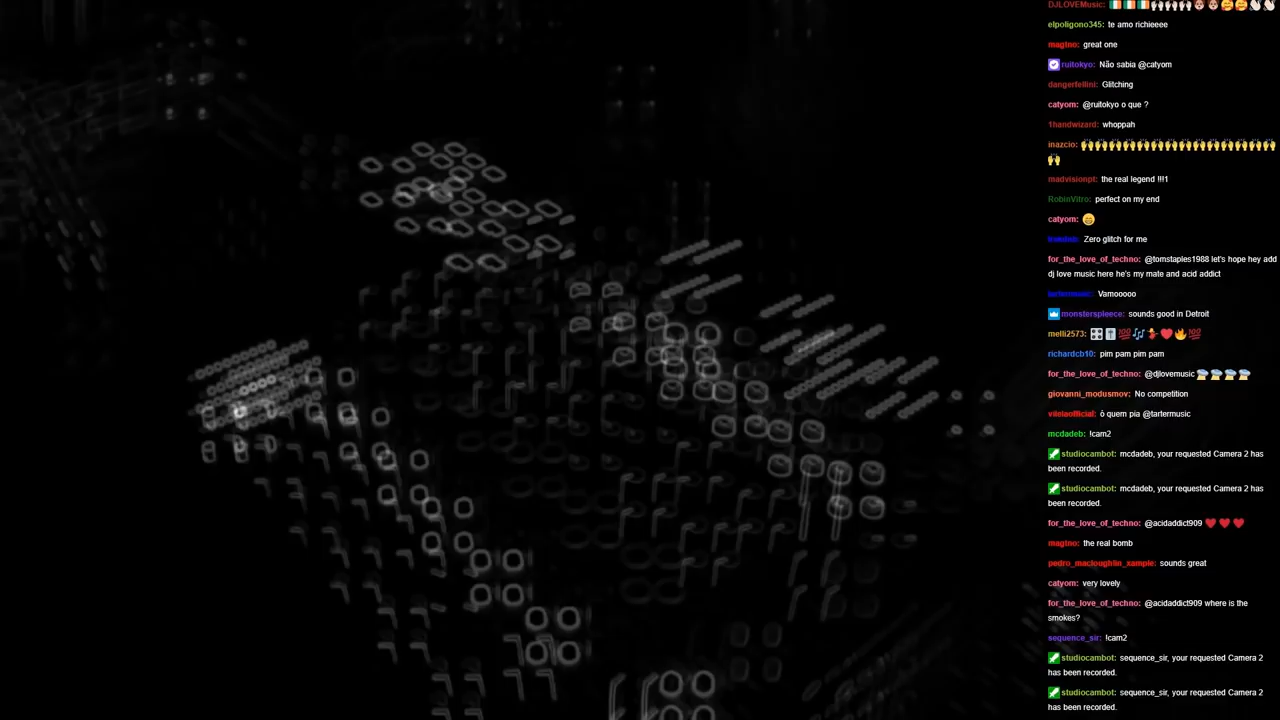 DJLOVEMusic: 🇮🇪🇮🇪🇮🇪
elpoligono345: te amo richieeee
mag1no: great one
ruitokyo: Não sabia @catyom
dangerfellini: Glitching
catyom: @ruitokyo o que ?
1handwizard: whoppah
inazcio: 🙌🙌🙌🙌🙌🙌🙌🙌🙌🙌🙌🙌🙌🙌
🙌
madvisionpt: the real legend !!!1
RobinVitro: perfect on my end
catyom: 😄
Zero glitch for me
for_the_love_of_techno: @tomstaples1988 let's hope hey add
dj love music here he's my mate and acid addict
tartermusic: Vamooooo
monsterspleece: sounds good in Detroit
melli2573: 🎛🎚💯🎶💃❤🔥💯
richardcb10: pim pam pim pam
for_the_love_of_techno: @djlovemusic
giovanni_modusmov: No competition
vilelaofficial: ó quem pia @tartermusic
mcdadeb: !cam2
studiocambot: mcdadeb, your requested Camera 2 has
been recorded.
studiocambot: mcdadeb, your requested Camera 2 has
been recorded.
for_the_love_of_techno: @acidaddict909 ❤❤❤
mag1no: the real bomb
pedro_macloughlin_xample: sounds great
catyom: very lovely
for_the_love_of_techno: @acidaddict909 where is the
smokes?
sequence_sir: !cam2
studiocambot: sequence_sir, your requested Camera 2
has been recorded.
studiocambot: sequence_sir, your requested Camera 2
has been recorded.